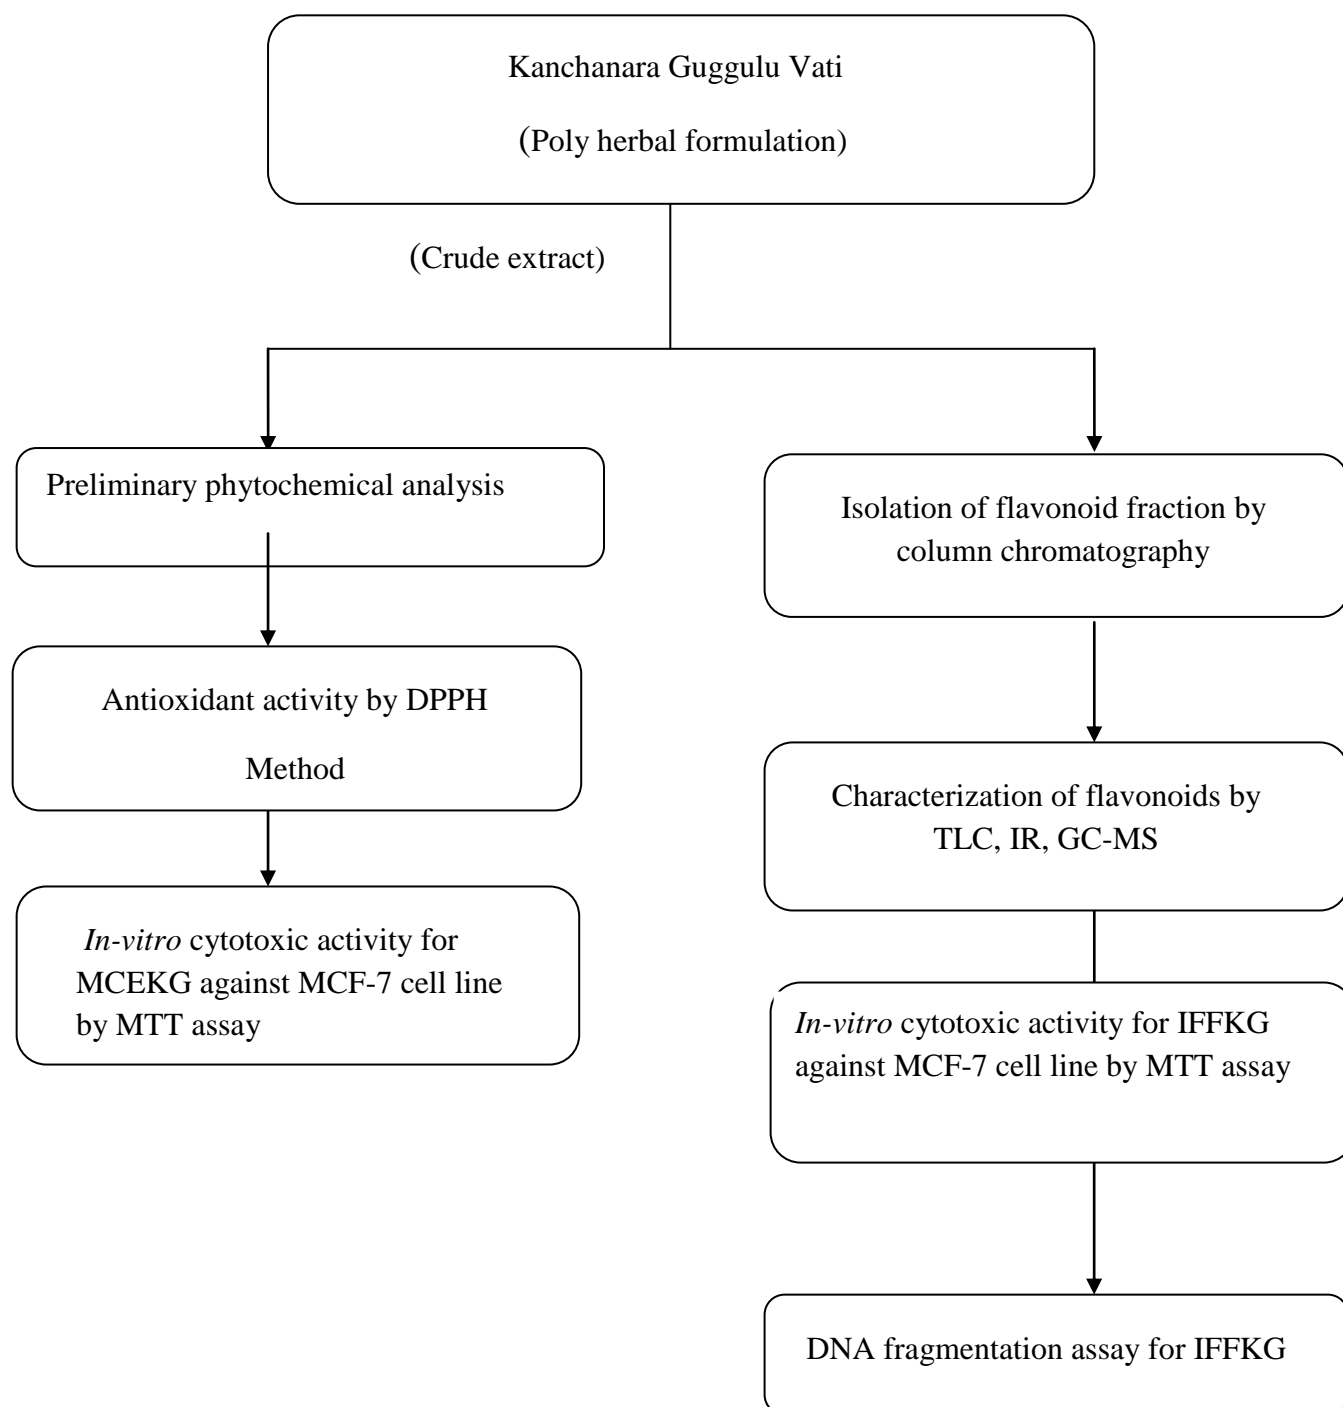 Kanchanara Guggulu Vati
(Poly herbal formulation)
(Crude extract)
Preliminary phytochemical analysis
Antioxidant activity by DPPH
Method
In-vitro cytotoxic activity for
MCEKG against MCF-7 cell line
by MTT assay
Isolation of flavonoid fraction by
column chromatography
Characterization of flavonoids by
TLC, IR, GC-MS
In-vitro cytotoxic activity for IFFKG
against MCF-7 cell line by MTT assay
DNA fragmentation assay for IFFKG